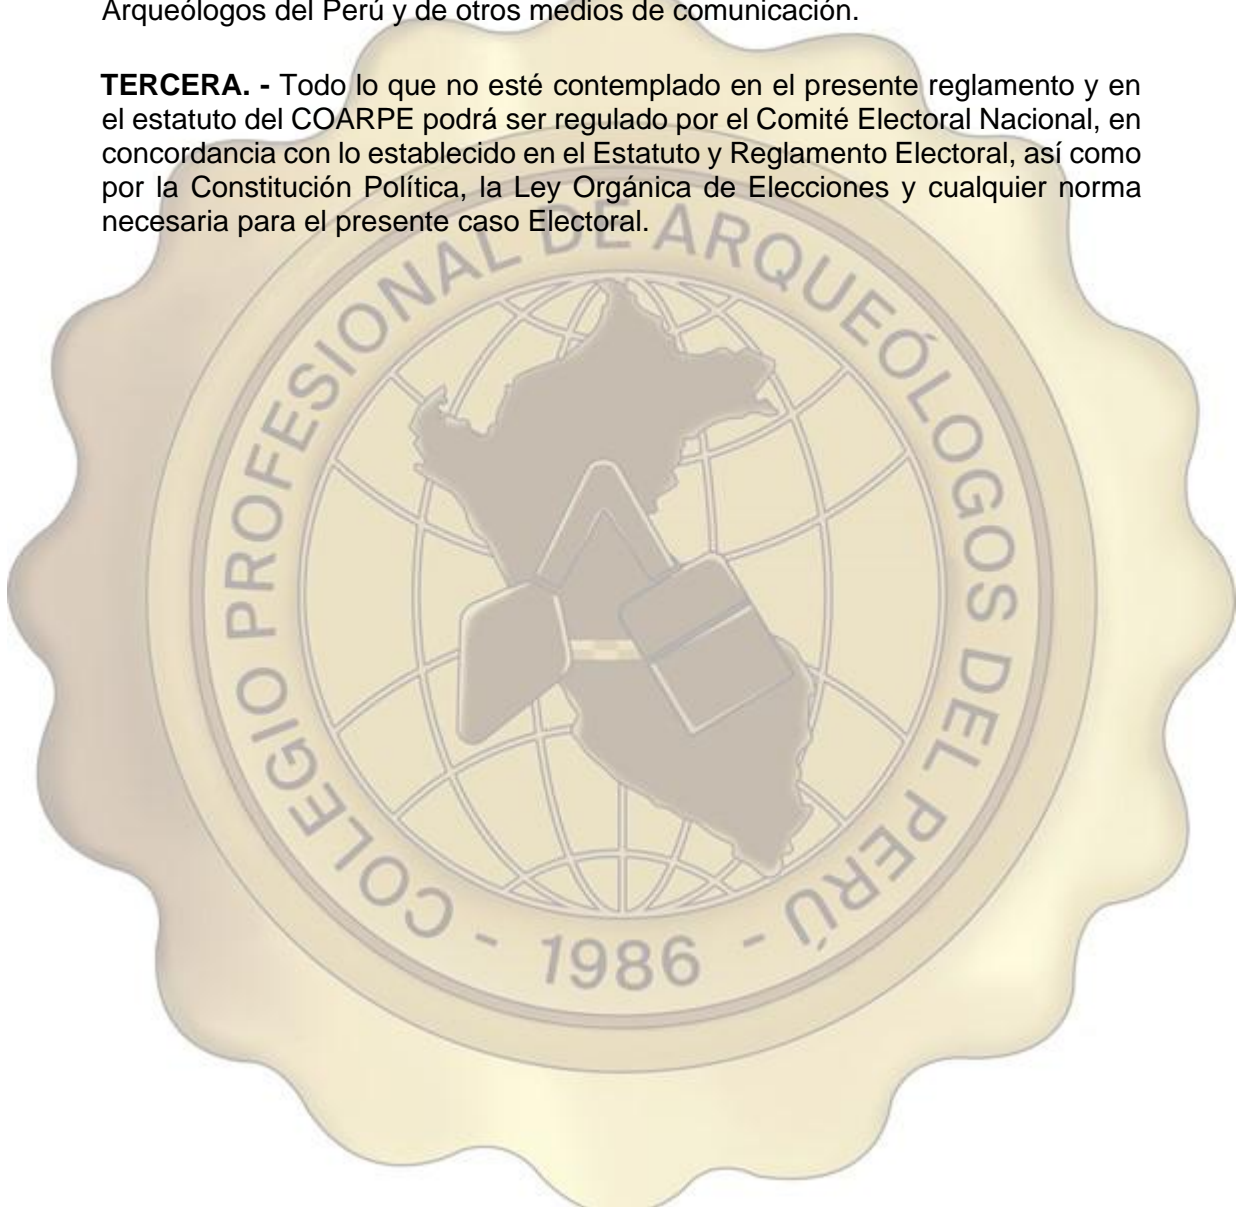 Arqueólogos del Perú y de otros medios de comunicación.
TERCERA. - Todo lo que no esté contemplado en el presente reglamento y en
el estatuto del COARPE podrá ser regulado por el Comité Electoral Nacional, en
concordancia con lo establecido en el Estatuto y Reglamento Electoral, así como
por la Constitución Política, la Ley Orgánica de Elecciones y cualquier norma
necesaria para el presente caso Electoral.
COLEGIO PROFESIONAL DE ARQUEÓLOGOS DEL PERÚ
- 1986 -